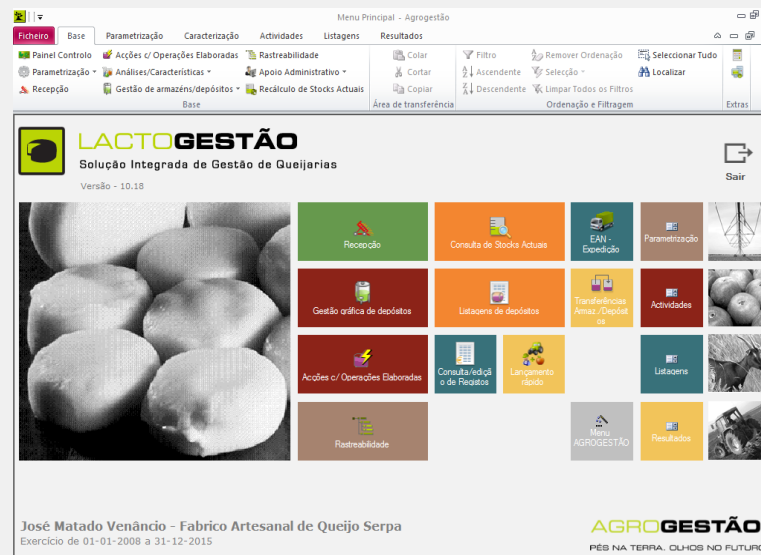 Menu Principal - Agrogestão
Ficheiro Base Parametrização Caracterização Actividades Listagens Resultados
Painel Controlo Acções c/ Operações Elaboradas Rastreabilidade Colar Filtro Remover Ordenação Seleccionar Tudo
Parametrização Análises/Características Apoio Administrativo Cortar Ascendente Selecção Localizar
Recepção Gestão de armazéns/depósitos Recálculo de Stocks Actuais Copiar Descendente Limpar Todos os Filtros
Base Área de transferência Ordenação e Filtragem Extras
LACTOGESTÃO
Solução Integrada de Gestão de Queijarias
Versão - 10.18
Sair
Recepção
Consulta de Stocks Actuais
EAN -
Expedição
Parametrização
Gestão gráfica de depósitos
Listagens de depósitos
Transferências
Armaz./Depósit
os
Actividades
Acções c/ Operações Elaboradas
Consulta/ediçã
o de Registos
Lançamento
rápido
Listagens
Rastreabilidade
Menu
AGROGESTÃO
Resultados
José Matado Venâncio - Fabrico Artesanal de Queijo Serpa
Exercício de 01-01-2008 a 31-12-2015
AGROGESTÃO
PÉS NA TERRA. OLHOS NO FUTURO